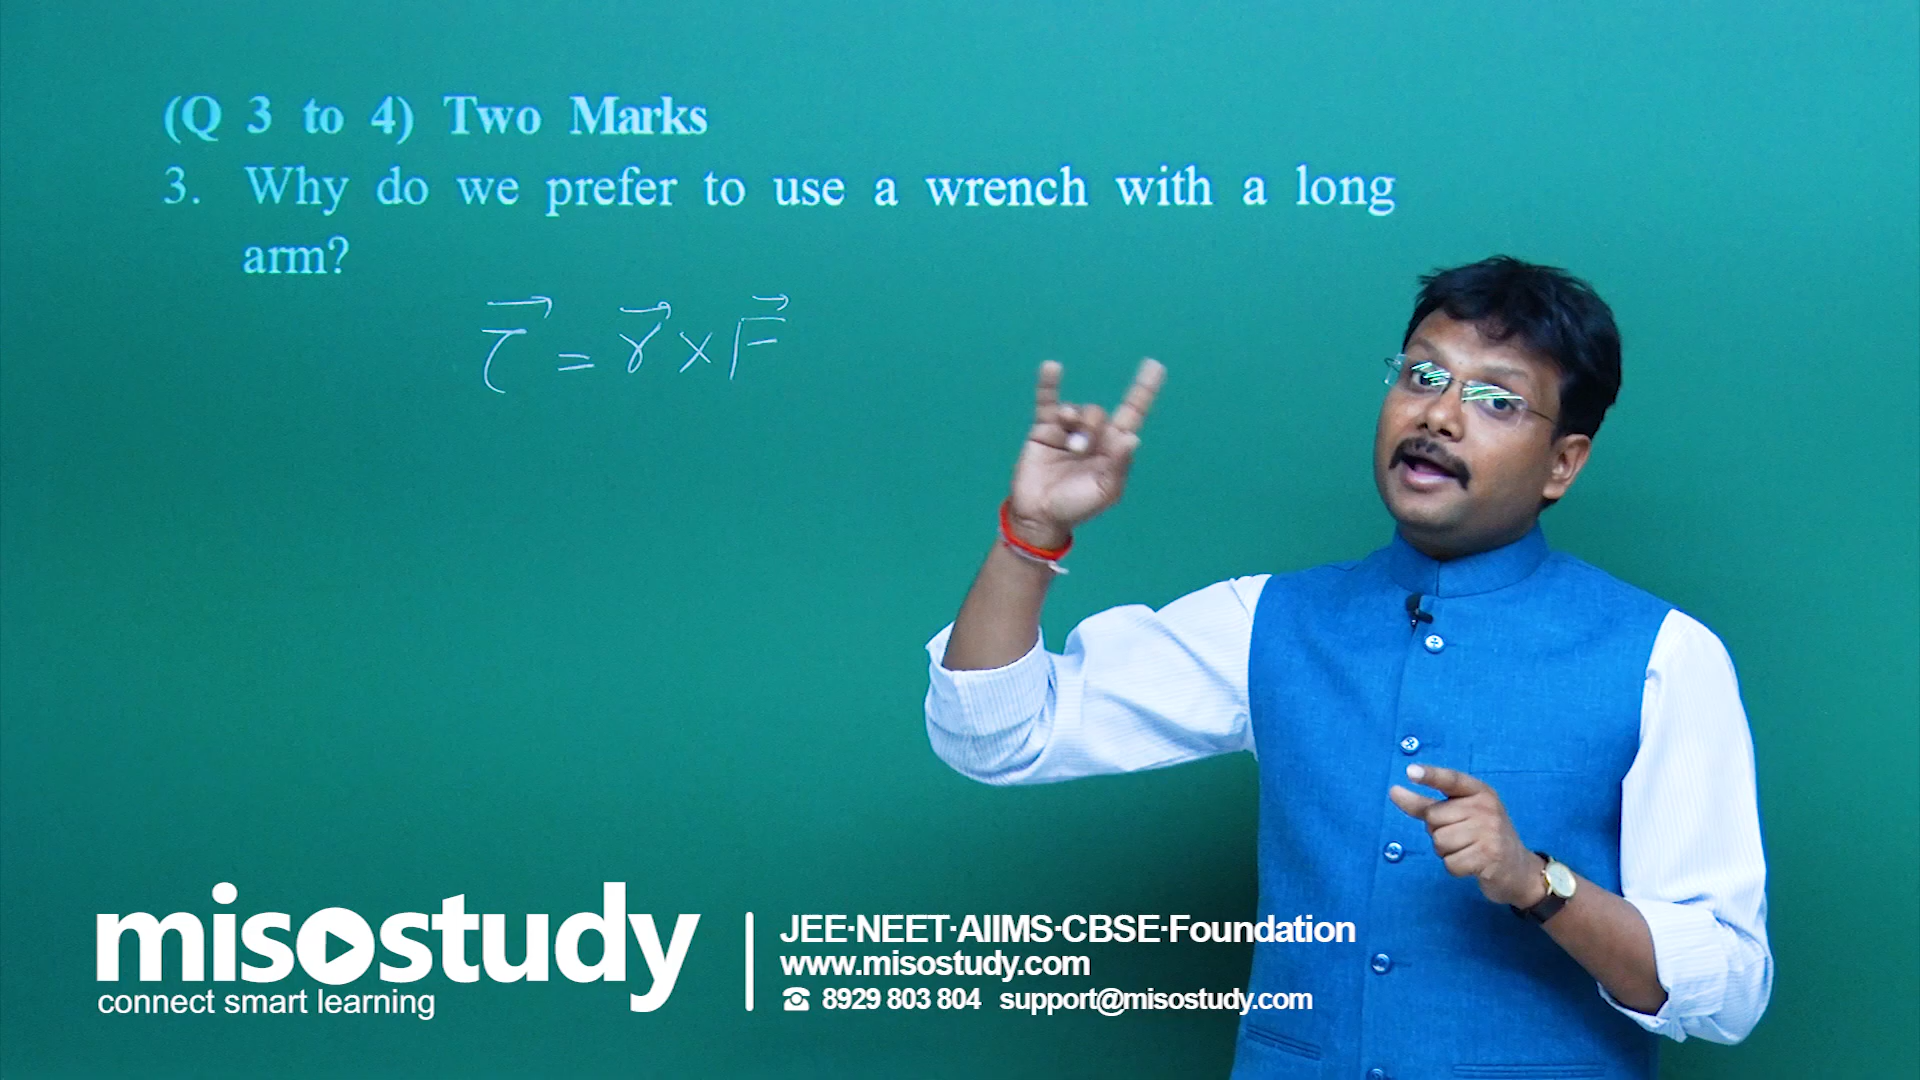 (Q 3 to 4) Two Marks
3. Why do we prefer to use a wrench with a long
arm?
τ⃗ = r⃗ × F⃗
misostudy
connect smart learning
JEE·NEET·AIIMS·CBSE·Foundation
www.misostudy.com
☎ 8929 803 804 support@misostudy.com